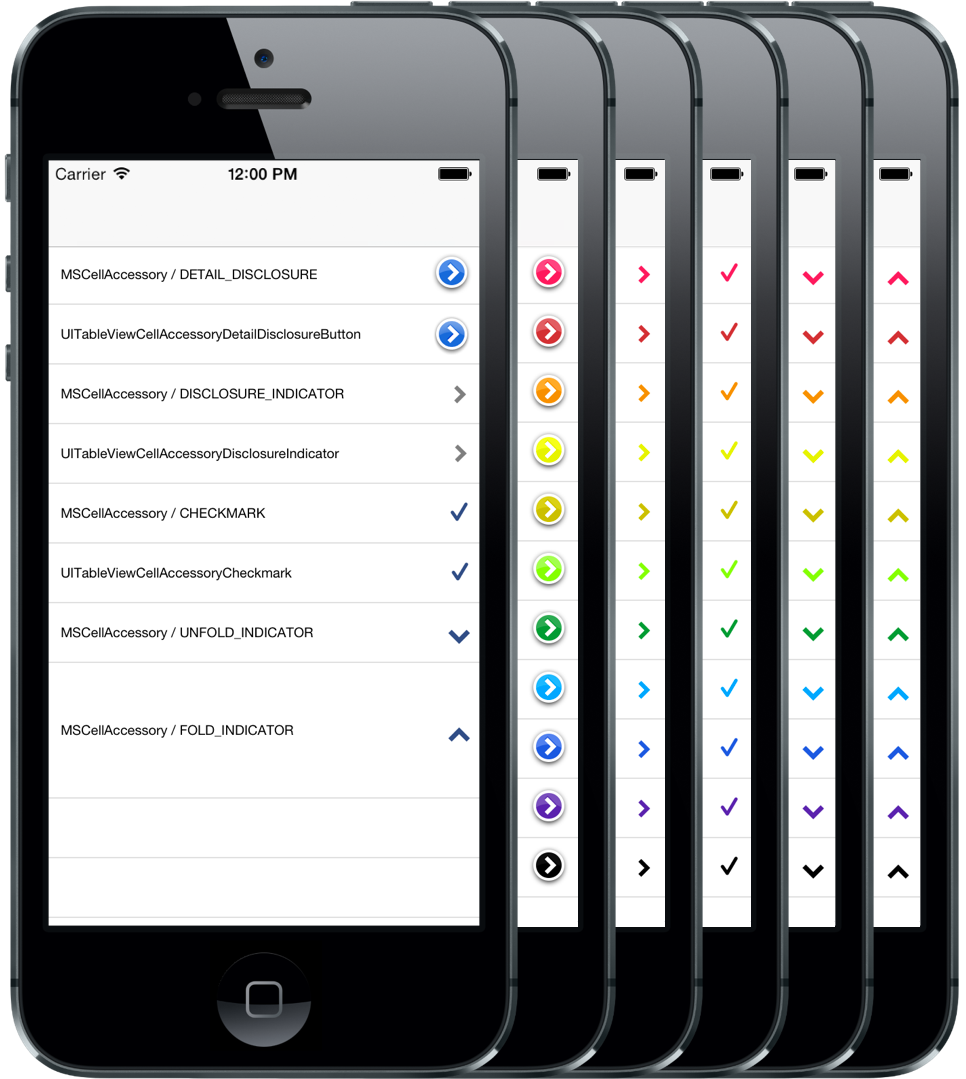 Carrier 12:00 PM
MSCellAccessory / DETAIL_DISCLOSURE
UITableViewCellAccessoryDetailDisclosureButton
MSCellAccessory / DISCLOSURE_INDICATOR
UITableViewCellAccessoryDisclosureIndicator
MSCellAccessory / CHECKMARK
UITableViewCellAccessoryCheckmark
MSCellAccessory / UNFOLD_INDICATOR
MSCellAccessory / FOLD_INDICATOR